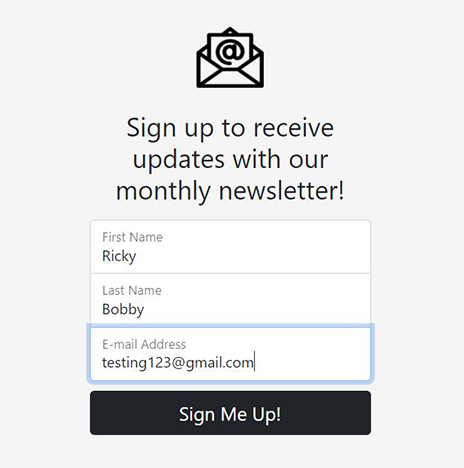 Sign up to receive
updates with our
monthly newsletter!
First Name
Ricky
Last Name
Bobby
E-mail Address
testing123@gmail.com
Sign Me Up!